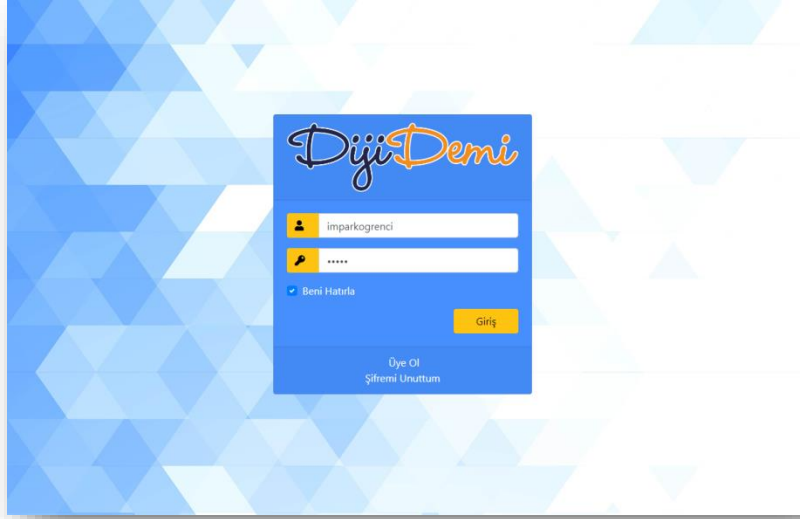 DijiDemi
imparkogrenci
•••••
Beni Hatırla
Giriş
Üye Ol
Şifremi Unuttum